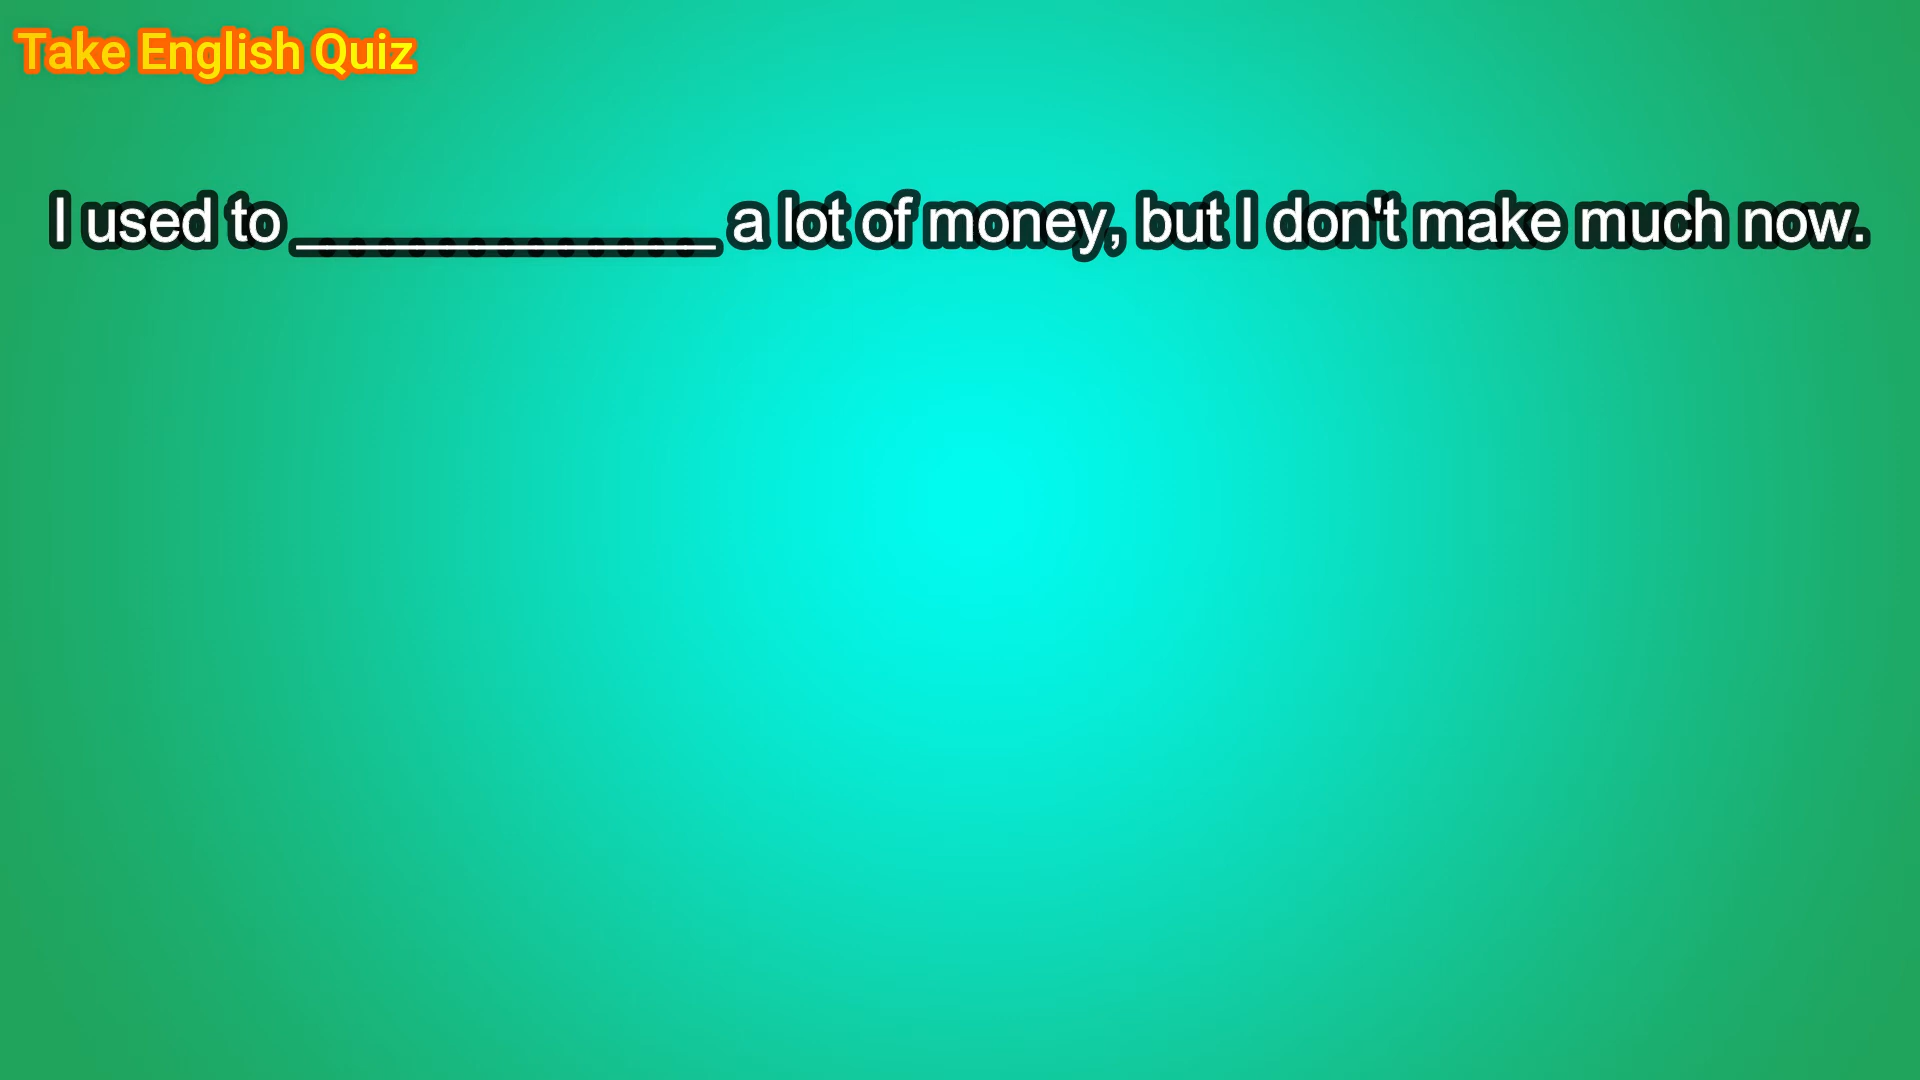 Take English Quiz
I used to ______________ a lot of money, but I don't make much now.